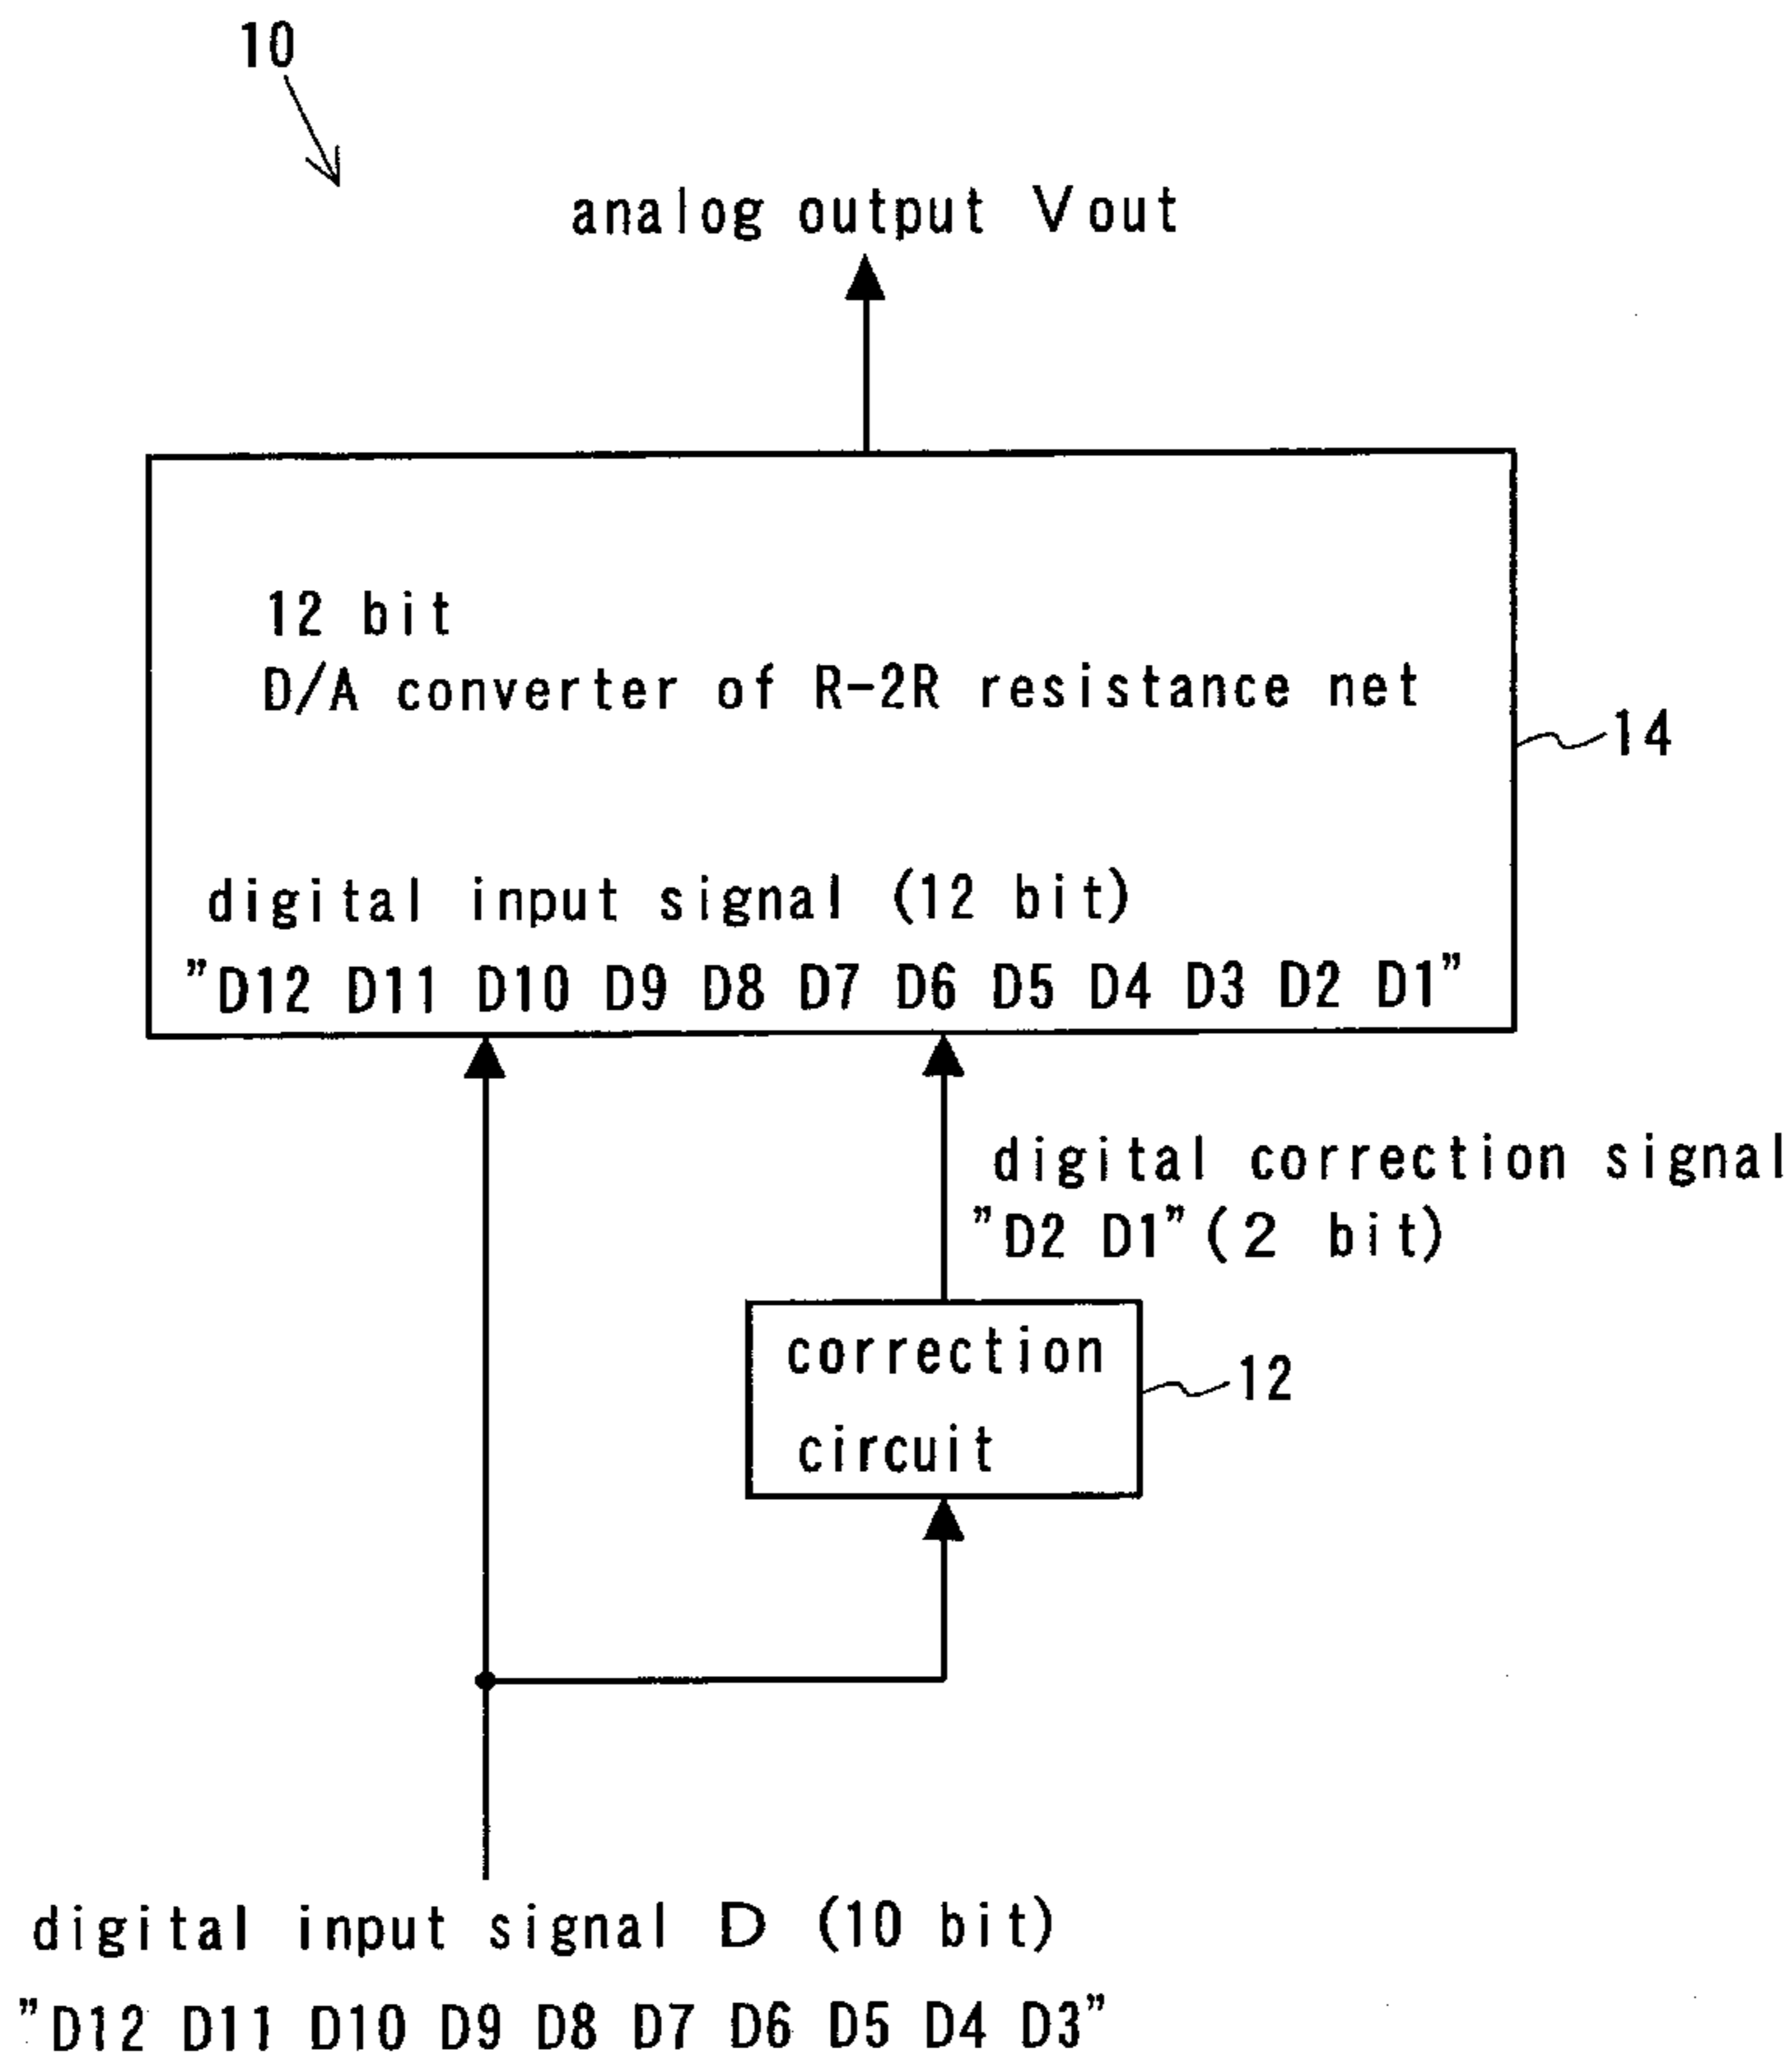 10
analog output Vout
12 bit
D/A converter of R-2R resistance net
14
digital input signal (12 bit)
"D12 D11 D10 D9 D8 D7 D6 D5 D4 D3 D2 D1"
digital correction signal
"D2 D1"(2 bit)
correction
circuit
12
digital input signal D (10 bit)
"D12 D11 D10 D9 D8 D7 D6 D5 D4 D3"